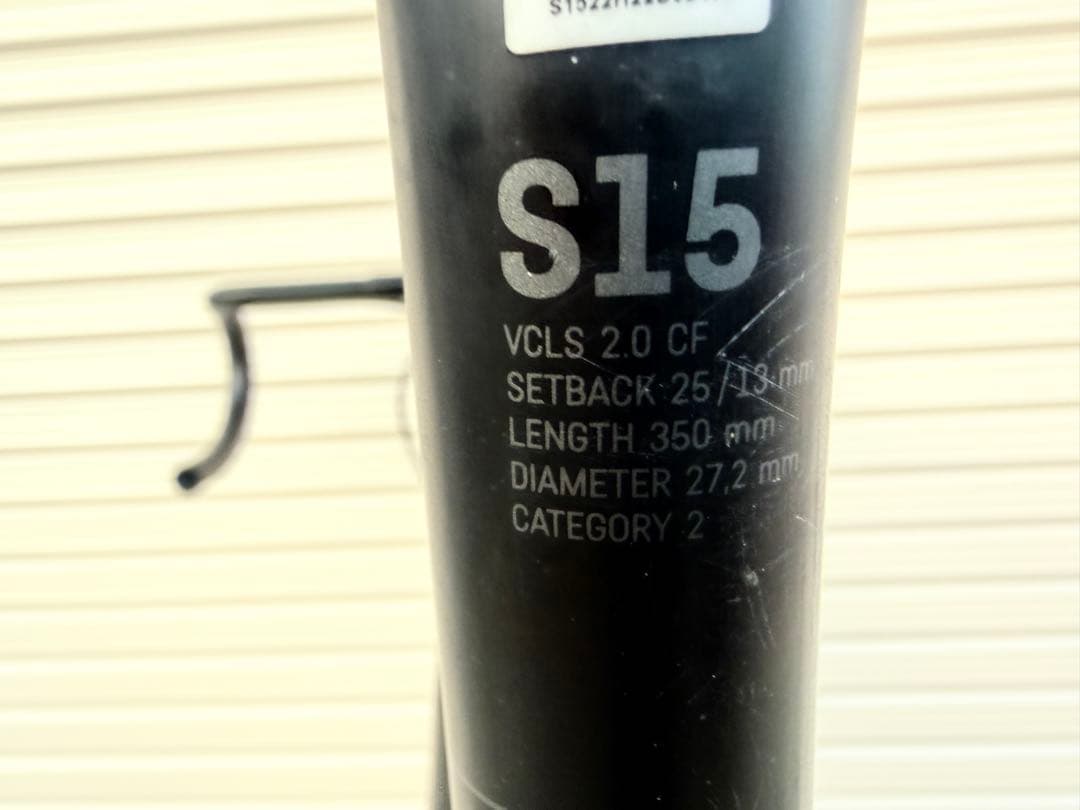 S15
VCLS 2.0 CF
SETBACK 25/13 mm
LENGTH 350 mm
DIAMETER 27,2 mm
CATEGORY 2